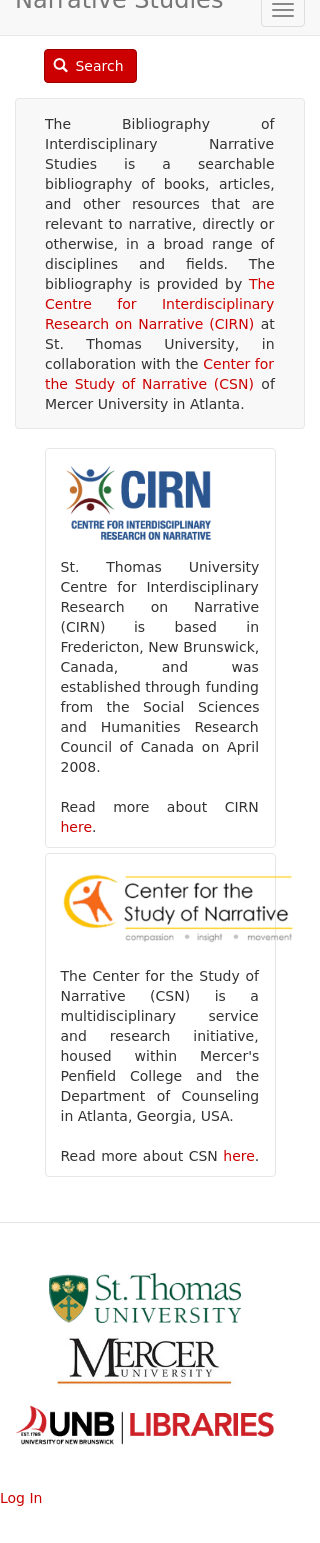 Narrative Studies
Search
The Bibliography of
Interdisciplinary Narrative
Studies is a searchable
bibliography of books, articles,
and other resources that are
relevant to narrative, directly or
otherwise, in a broad range of
disciplines and fields. The
bibliography is provided by The
Centre for Interdisciplinary
Research on Narrative (CIRN) at
St. Thomas University, in
collaboration with the Center for
the Study of Narrative (CSN) of
Mercer University in Atlanta.
CIRN
CENTRE FOR INTERDISCIPLINARY
RESEARCH ON NARRATIVE
St. Thomas University
Centre for Interdisciplinary
Research on Narrative
(CIRN) is based in
Fredericton, New Brunswick,
Canada, and was
established through funding
from the Social Sciences
and Humanities Research
Council of Canada on April
2008.
Read more about CIRN
here.
Center for the
Study of Narrative
compassion • insight • movement
The Center for the Study of
Narrative (CSN) is a
multidisciplinary service
and research initiative,
housed within Mercer's
Penfield College and the
Department of Counseling
in Atlanta, Georgia, USA.
Read more about CSN here.
St. Thomas
UNIVERSITY
MERCER
UNIVERSITY
EST. 1785 UNB LIBRARIES
UNIVERSITY OF NEW BRUNSWICK
Log In